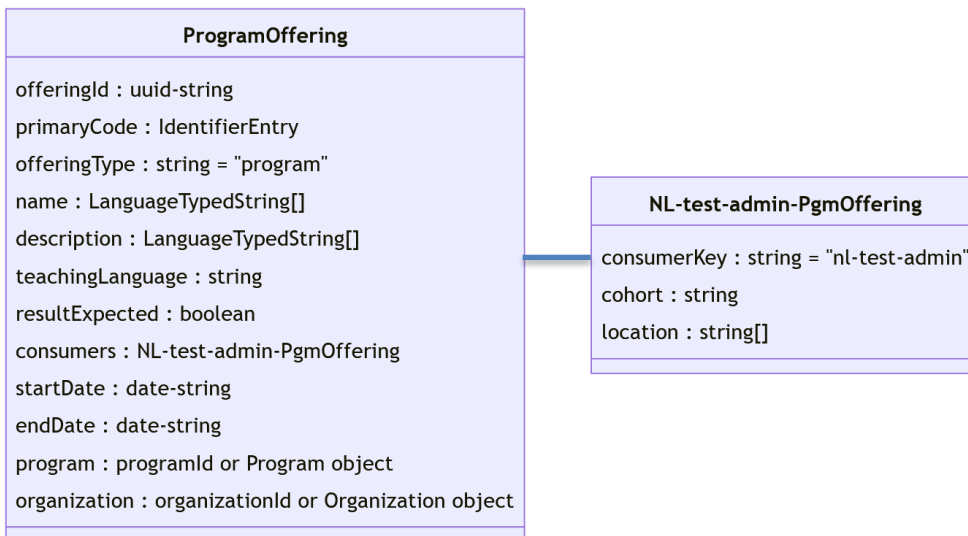 ProgramOffering
offeringId : uuid-string
primaryCode : IdentifierEntry
offeringType : string = "program"
name : LanguageTypedString[]
description : LanguageTypedString[]
teachingLanguage : string
resultExpected : boolean
consumers : NL-test-admin-PgmOffering
startDate : date-string
endDate : date-string
program : programId or Program object
organization : organizationId or Organization object
NL-test-admin-PgmOffering
consumerKey : string = "nl-test-admin"
cohort : string
location : string[]